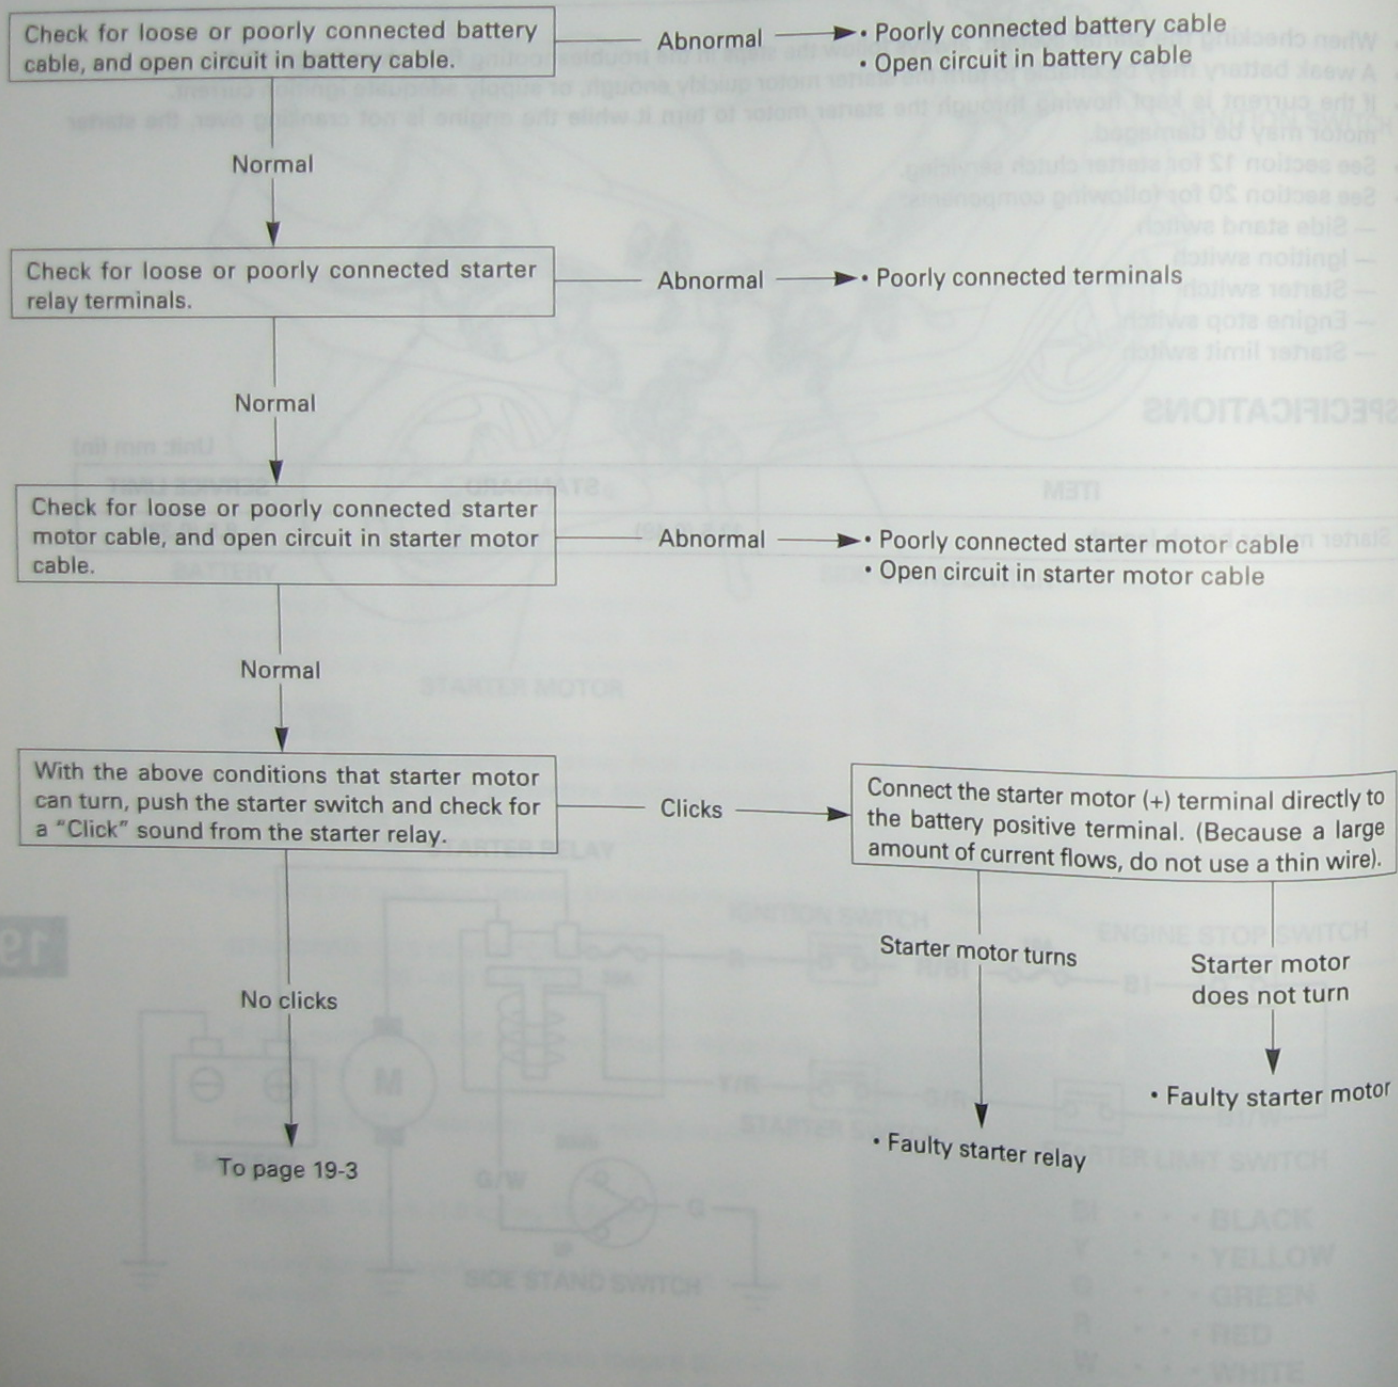 Check for loose or poorly connected battery
cable, and open circuit in battery cable.
Abnormal
• Poorly connected battery cable
• Open circuit in battery cable
Normal
Check for loose or poorly connected starter
relay terminals.
Abnormal
• Poorly connected terminals
Normal
Check for loose or poorly connected starter
motor cable, and open circuit in starter motor
cable.
Abnormal
• Poorly connected starter motor cable
• Open circuit in starter motor cable
Normal
With the above conditions that starter motor
can turn, push the starter switch and check for
a “Click” sound from the starter relay.
Clicks
Connect the starter motor (+) terminal directly to
the battery positive terminal. (Because a large
amount of current flows, do not use a thin wire).
Starter motor turns
Starter motor
does not turn
No clicks
• Faulty starter motor
• Faulty starter relay
To page 19-3